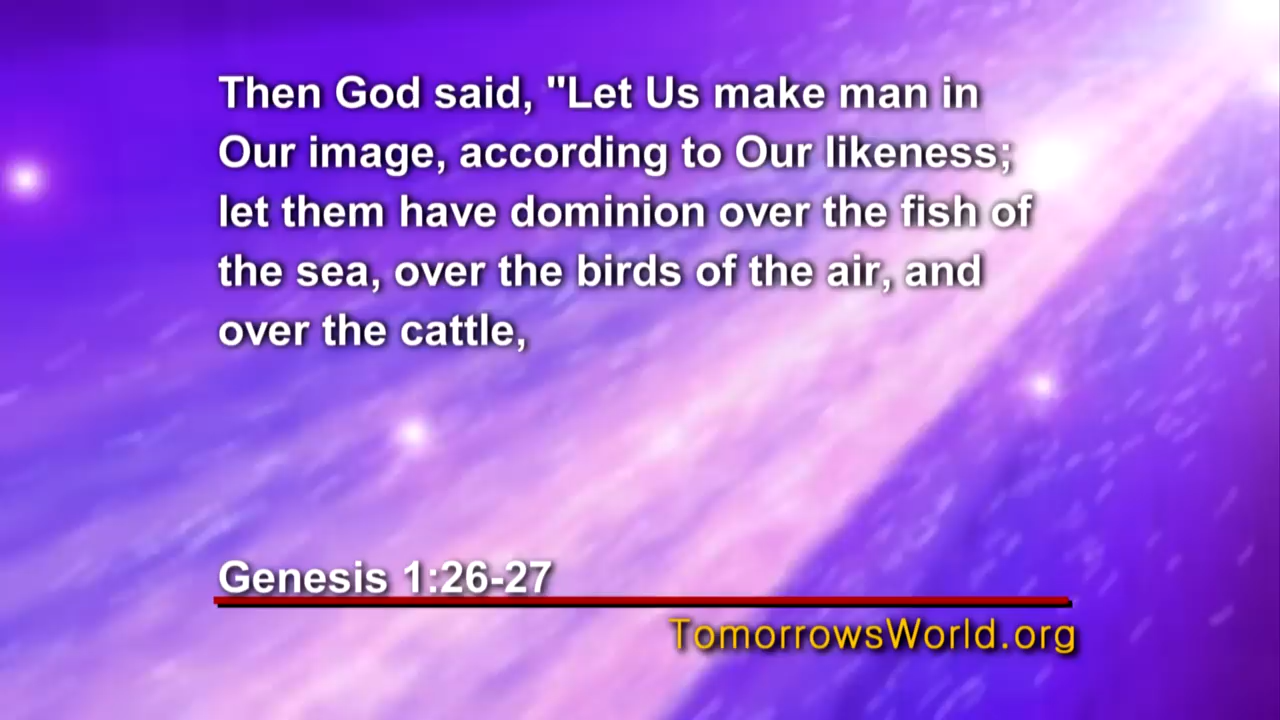 Then God said, "Let Us make man in
Our image, according to Our likeness;
let them have dominion over the fish of
the sea, over the birds of the air, and
over the cattle,
Genesis 1:26-27
TomorrowsWorld.org